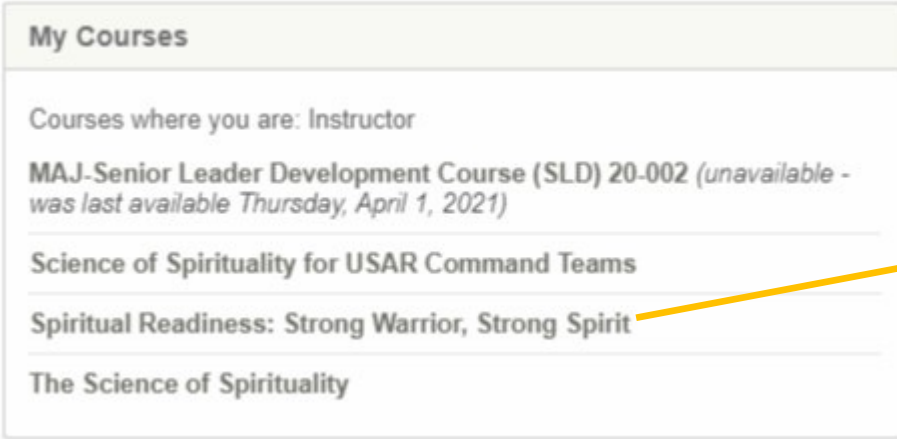 My Courses
Courses where you are: Instructor
MAJ-Senior Leader Development Course (SLD) 20-002 (unavailable -
was last available Thursday, April 1, 2021)
Science of Spirituality for USAR Command Teams
Spiritual Readiness: Strong Warrior, Strong Spirit
The Science of Spirituality